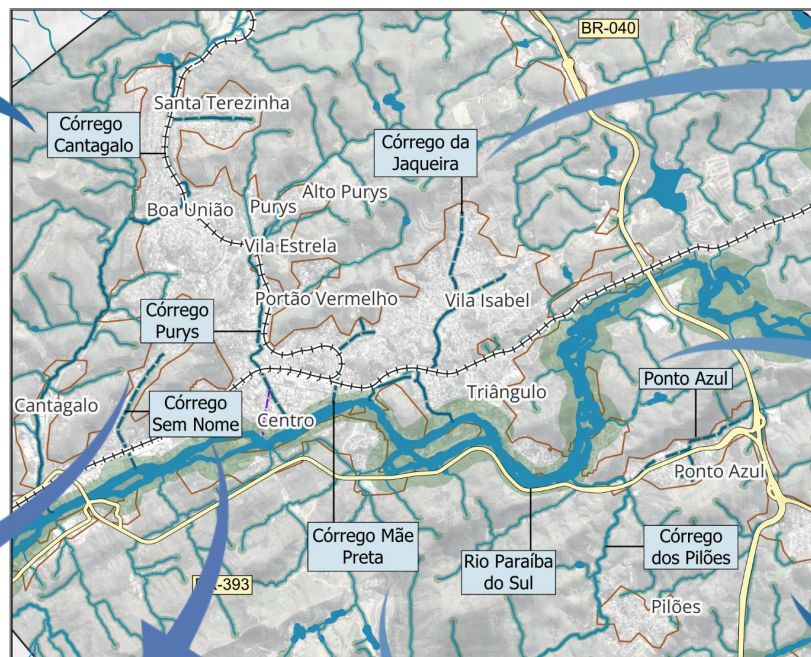 BR-040
Santa Terezinha
Córrego
Cantagalo
Córrego da
Jaqueira
Alto Purys
Boa União
Purys
Vila Estrela
Portão Vermelho
Vila Isabel
Córrego
Purys
Triângulo
Ponto Azul
Cantagalo
Córrego
Sem Nome
Centro
Ponto Azul
Córrego Mãe
Preta
Rio Paraíba
do Sul
Córrego
dos Pilões
BR-393
Pilões